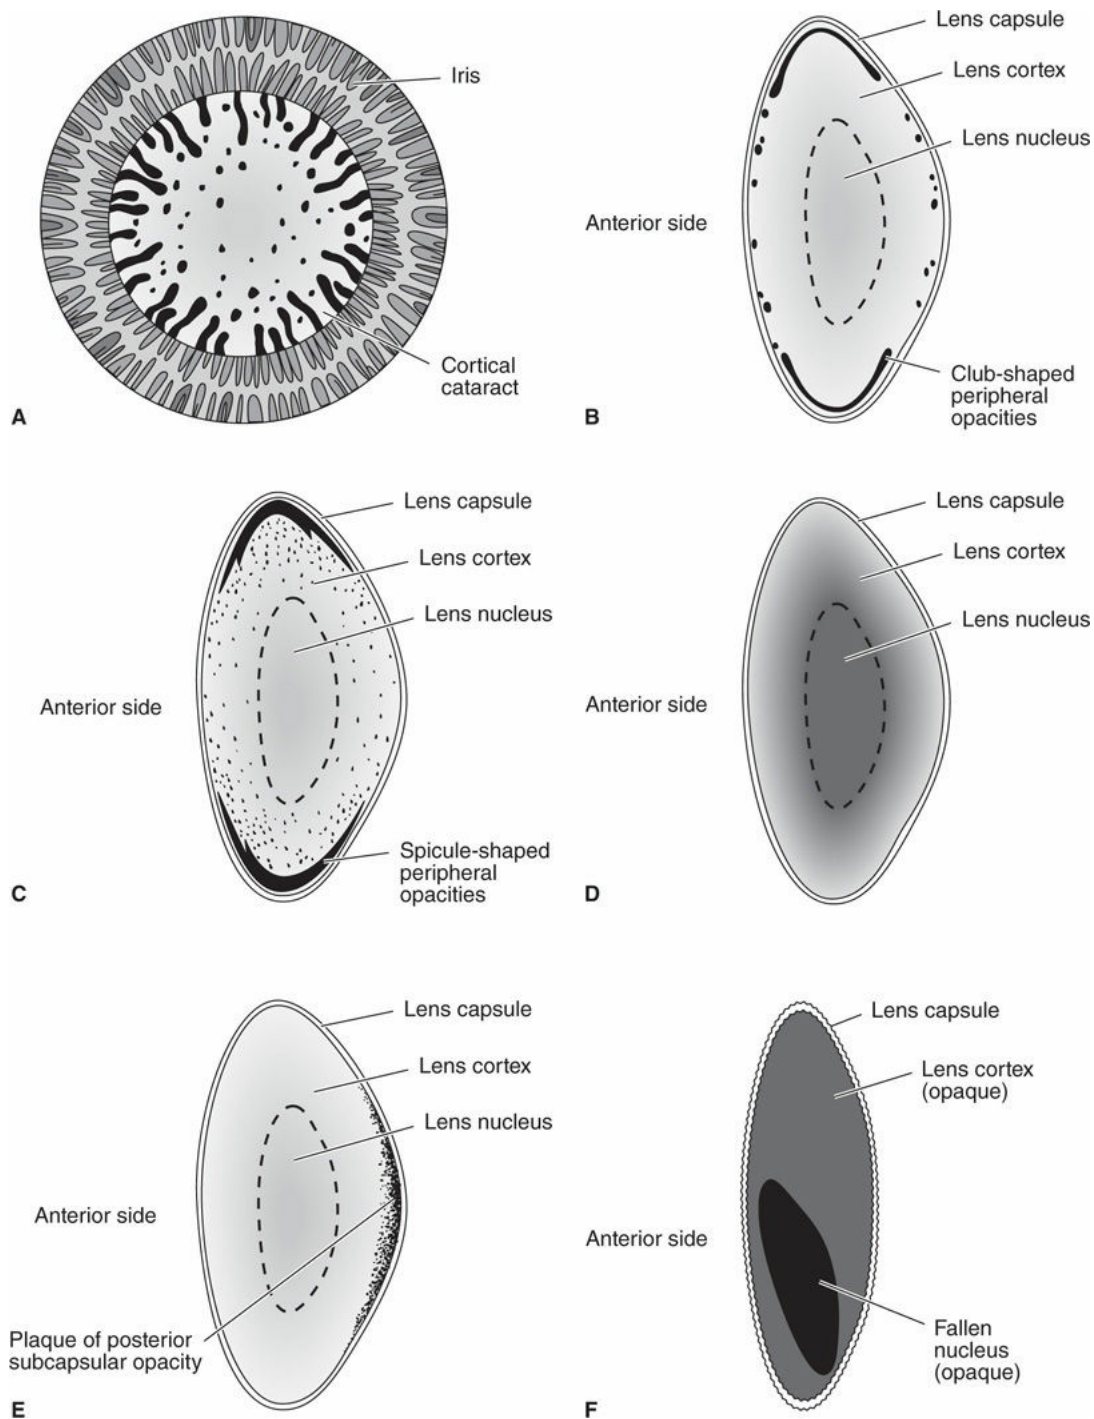 Iris
Cortical
cataract
A
Lens capsule
Lens cortex
Lens nucleus
Anterior side
Club-shaped
peripheral
opacities
B
Lens capsule
Lens cortex
Lens nucleus
Anterior side
Spicule-shaped
peripheral
opacities
C
Lens capsule
Lens cortex
Lens nucleus
Anterior side
D
Lens capsule
Lens cortex
Lens nucleus
Anterior side
Plaque of posterior
subcapsular opacity
E
Lens capsule
Lens cortex
(opaque)
Anterior side
Fallen
nucleus
(opaque)
F